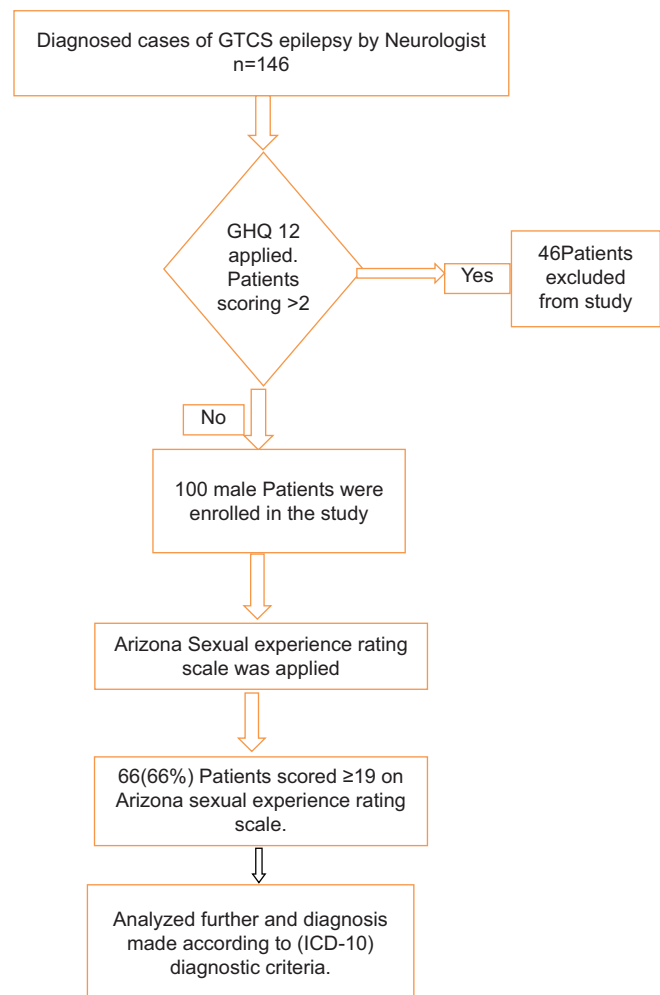 Diagnosed cases of GTCS epilepsy by Neurologist
n=146
GHQ 12
applied.
Patients
scoring >2
Yes
46Patients
excluded
from study
No
100 male Patients were
enrolled in the study
Arizona Sexual experience rating
scale was applied
66(66%) Patients scored ≥19 on
Arizona sexual experience rating
scale.
Analyzed further and diagnosis
made according to (ICD-10)
diagnostic criteria.